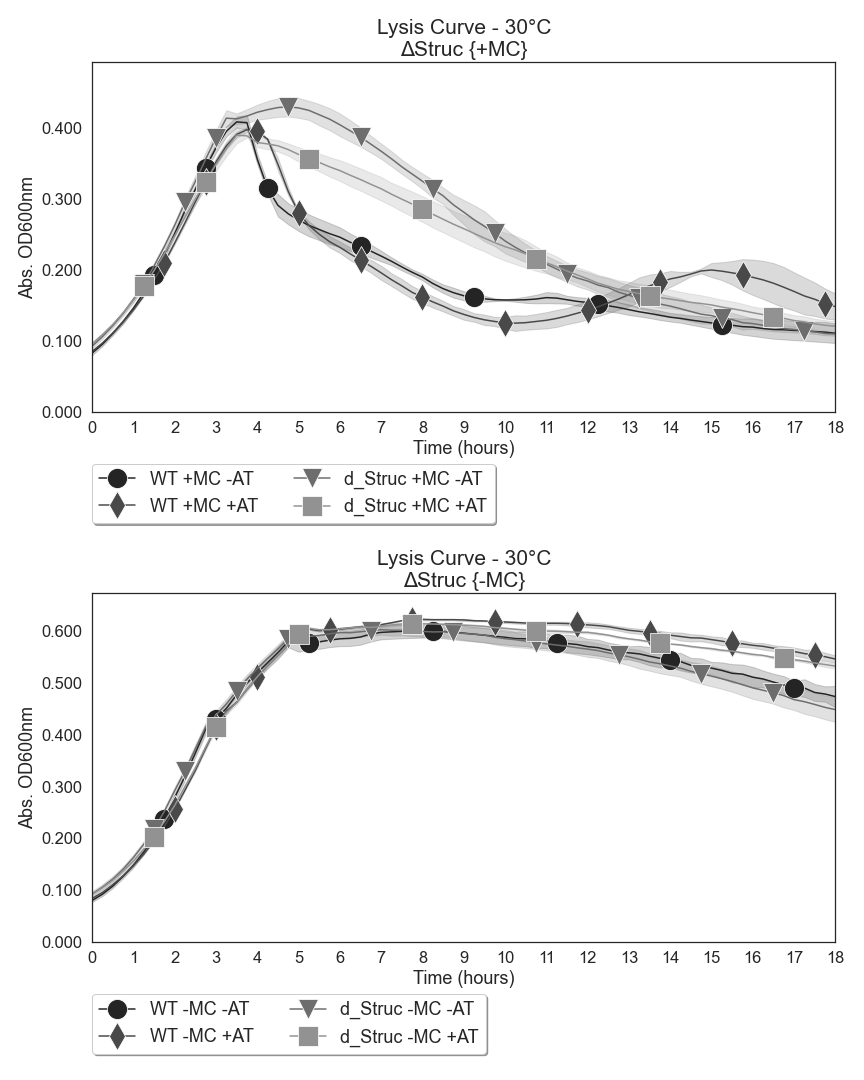 Lysis Curve - 30°C
ΔStruc {+MC}
Abs. OD600nm
0.400
0.300
0.200
0.100
0.000
0 1 2 3 4 5 6 7 8 9 10 11 12 13 14 15 16 17 18
Time (hours)
WT +MC -AT d_Struc +MC -AT
WT +MC +AT d_Struc +MC +AT
Lysis Curve - 30°C
ΔStruc {-MC}
Abs. OD600nm
0.600
0.500
0.400
0.300
0.200
0.100
0.000
0 1 2 3 4 5 6 7 8 9 10 11 12 13 14 15 16 17 18
Time (hours)
WT -MC -AT d_Struc -MC -AT
WT -MC +AT d_Struc -MC +AT